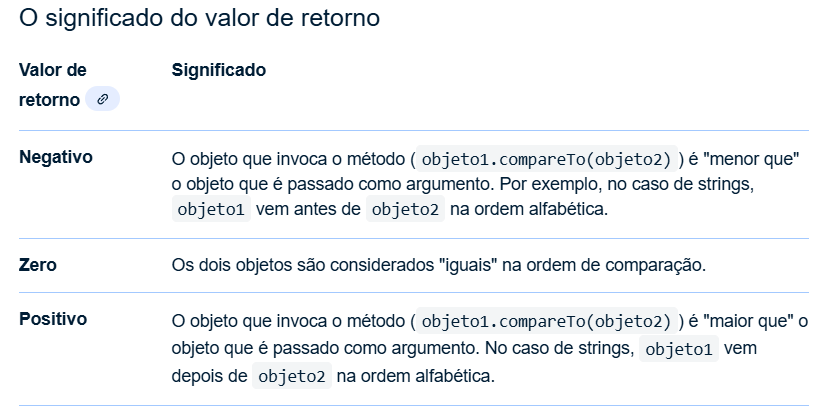 O significado do valor de retorno
Valor de
retorno
Significado
Negativo
O objeto que invoca o método ( objeto1.compareTo(objeto2) ) é "menor que"
o objeto que é passado como argumento. Por exemplo, no caso de strings,
objeto1 vem antes de objeto2 na ordem alfabética.
Zero
Os dois objetos são considerados "iguais" na ordem de comparação.
Positivo
O objeto que invoca o método ( objeto1.compareTo(objeto2) ) é "maior que" o
objeto que é passado como argumento. No caso de strings, objeto1 vem
depois de objeto2 na ordem alfabética.